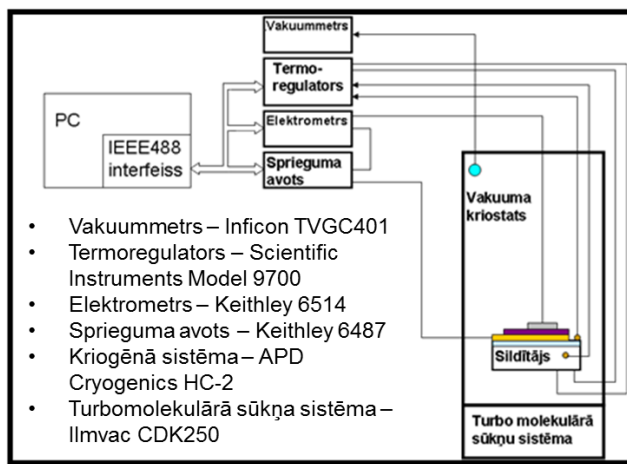 Vakuummetrs
Termo-
regulators
Elektrometrs
Sprieguma
avots
PC
IEEE488
interfeiss
Vakuuma
kriostats
Sildītājs
Turbo molekulārā
sūkņu sistēma
• Vakuummetrs – Inficon TVGC401
• Termoregulators – Scientific
Instruments Model 9700
• Elektrometrs – Keithley 6514
• Sprieguma avots – Keithley 6487
• Kriogēnā sistēma – APD
Cryogenics HC-2
• Turbomolekulārā sūkņa sistēma –
Ilmvac CDK250